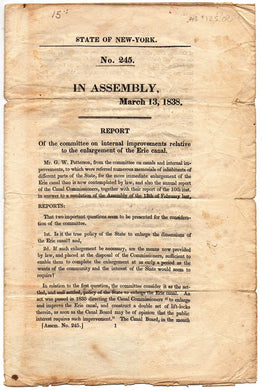 15.-
STATE OF NEW-YORK.
No. 245.
IN ASSEMBLY,
March 13, 1838.
REPORT
Of the committee on internal improvements relative
to the enlargement of the Erie canal.
Mr. G. W. Patterson, from the committee on canals and internal
improvements, to which were referred numerous memorials of inhabitants of
different parts of the State, for the more immediate enlargement of the Erie
canal than is now contemplated by law, and also the annual report
of the Canal Commissioners, together with their report of the 10th inst.
in answer to a resolution of the Assembly of the 13th of February last,
REPORTS:
That two important questions seem to be presented for the consideration
of the committee.
1st. Is it the true policy of the State to enlarge the dimensions of the
Erie canal? and,
2d. If such enlargement be necessary, are the means now provided
by law, and placed at the disposal of the Commissioners, sufficient to
enable them to complete the enlargement at as early a period as the
wants of the community and the interest of the State would seem to
require?
In relation to the first question, the committee consider it as the settled,
and well settled, policy of the State to enlarge the Erie canal. An
act was passed in 1835 directing the Canal Commissioners "to enlarge
and improve the Erie canal, and construct a double set of lift-locks
therein, as soon as the Canal Board may be of opinion that the public
interest requires such improvement." The Canal Board, in the month
[Assem. No. 245.] 1